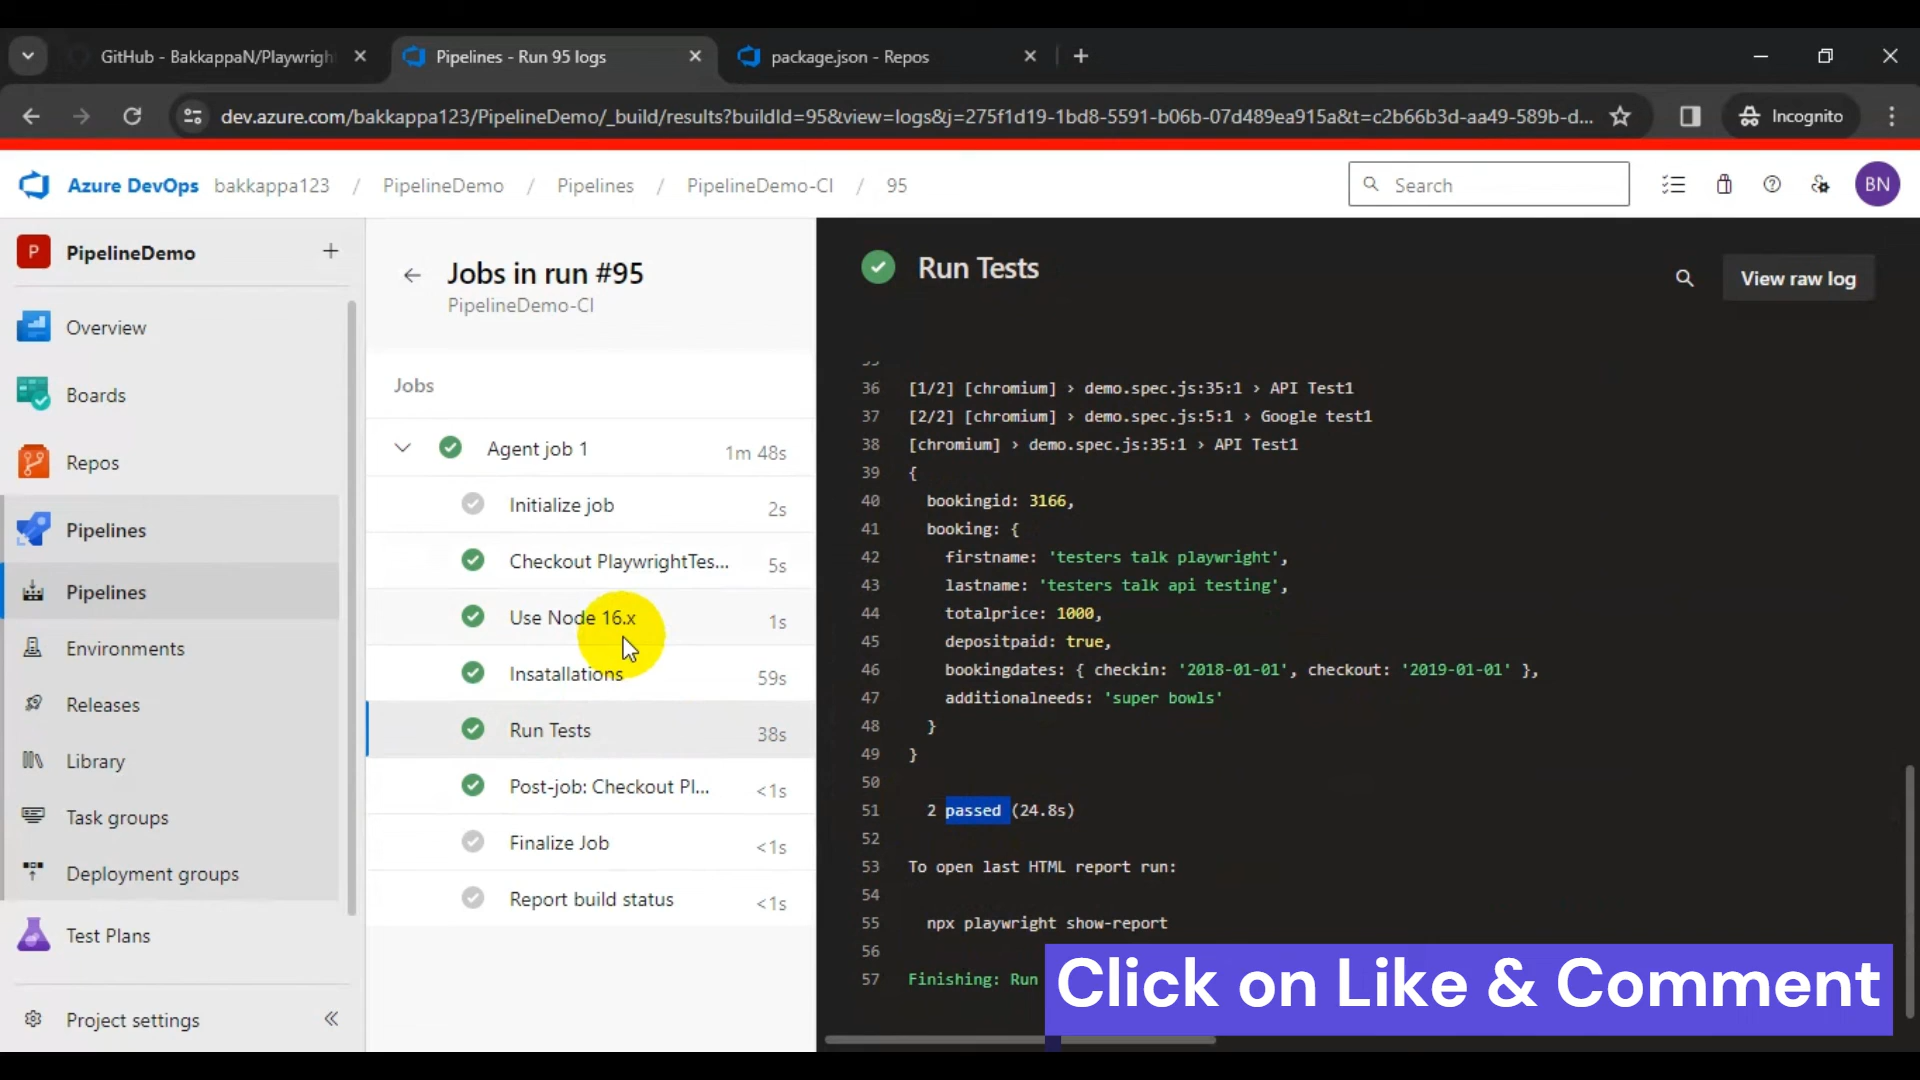 GitHub - BakkappaN/Playwrigh
Pipelines - Run 95 logs
package.json - Repos
dev.azure.com/bakkappa123/PipelineDemo/_build/results?buildId=95&view=logs&j=275f1d19-1bd8-5591-b06b-07d489ea915a&t=c2b66b3d-aa49-589b-d...
Incognito
Azure DevOps bakkappa123 / PipelineDemo / Pipelines / PipelineDemo-CI / 95
Search
BN
P PipelineDemo
Overview
Boards
Repos
Pipelines
Pipelines
Environments
Releases
Library
Task groups
Deployment groups
Test Plans
Project settings
Jobs in run #95
PipelineDemo-CI
Jobs
Agent job 1 1m 48s
Initialize job 2s
Checkout PlaywrightTes... 5s
Use Node 16.x 1s
Insatallations 59s
Run Tests 38s
Post-job: Checkout Pl... <1s
Finalize Job <1s
Report build status <1s
Run Tests
View raw log
36 [1/2] [chromium] › demo.spec.js:35:1 › API Test1
37 [2/2] [chromium] › demo.spec.js:5:1 › Google test1
38 [chromium] › demo.spec.js:35:1 › API Test1
39 {
40 bookingid: 3166,
41 booking: {
42 firstname: 'testers talk playwright',
43 lastname: 'testers talk api testing',
44 totalprice: 1000,
45 depositpaid: true,
46 bookingdates: { checkin: '2018-01-01', checkout: '2019-01-01' },
47 additionalneeds: 'super bowls'
48 }
49 }
50
51 2 passed (24.8s)
52
53 To open last HTML report run:
54
55 npx playwright show-report
56
57 Finishing: Run
Click on Like & Comment